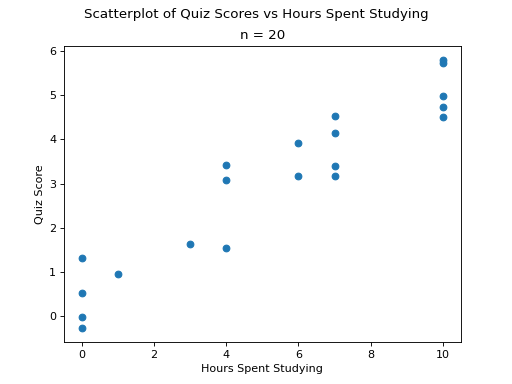 Scatterplot of Quiz Scores vs Hours Spent Studying
n = 20
6
5
4
3
2
1
0
Quiz Score
0 2 4 6 8 10
Hours Spent Studying